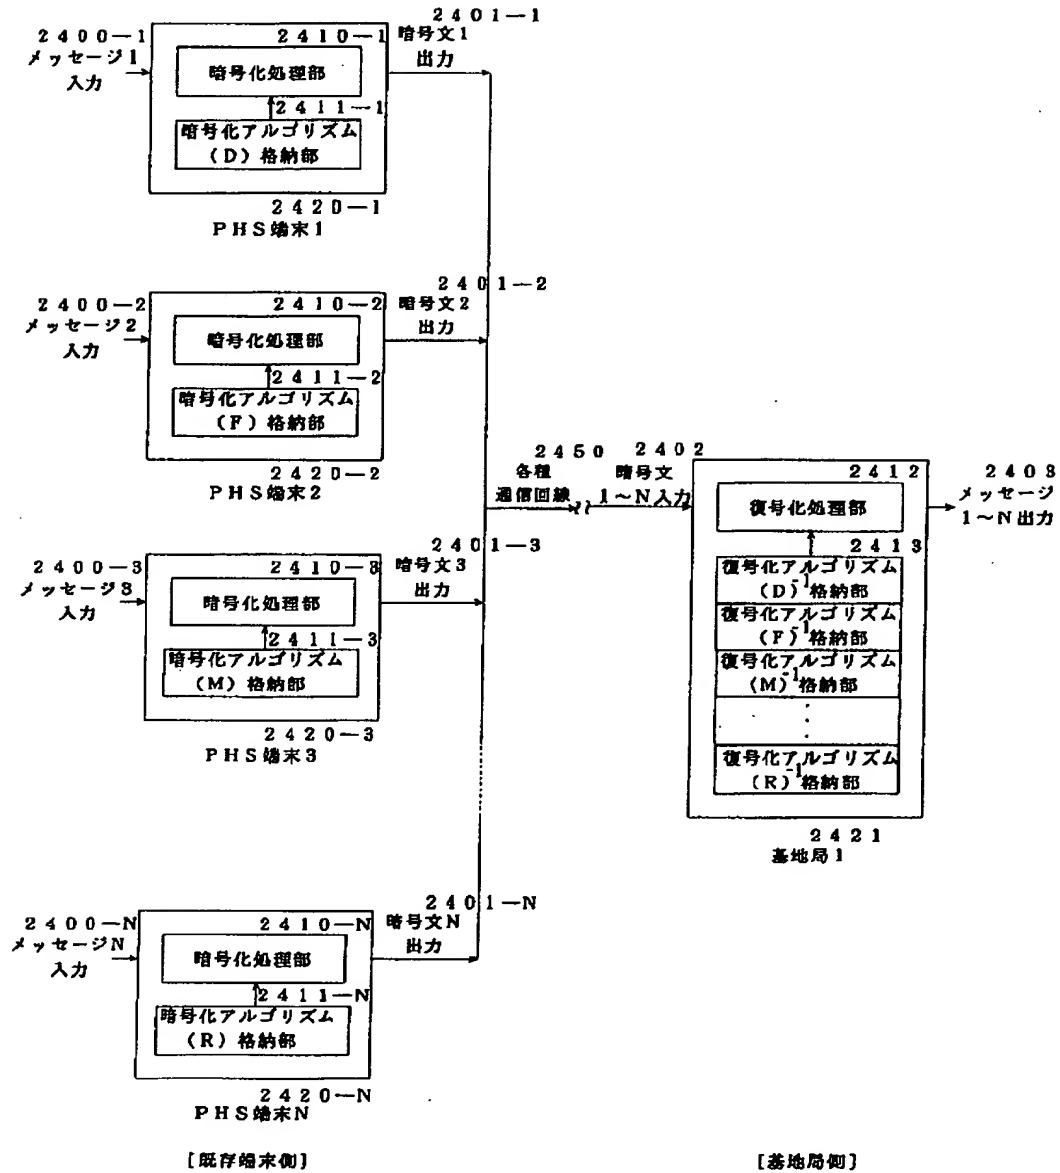 2401—1
2400—1
2410—1
暗号文1
メッセージ1
出力
入力
暗号化処理部
2411—1
暗号化アルゴリズム
(D)格納部
2420—1
PHS端末1
2401—2
2400—2
2410—2
暗号文2
メッセージ2
出力
入力
暗号化処理部
2411—2
暗号化アルゴリズム
(F)格納部
2420—2
PHS端末2
2401—3
2400—3
2410—3
暗号文3
メッセージ3
出力
入力
暗号化処理部
2411—3
暗号化アルゴリズム
(M)格納部
2420—3
PHS端末3
2401—N
2400—N
2410—N
暗号文N
メッセージN
出力
入力
暗号化処理部
2411—N
暗号化アルゴリズム
(R)格納部
2420—N
PHS端末N
[既存端末側]
2450
各種
通信回線
2402
暗号文
1〜N入力
2412
復号化処理部
2413
復号化アルゴリズム
(D)⁻¹格納部
復号化アルゴリズム
(F)⁻¹格納部
復号化アルゴリズム
(M)⁻¹格納部
復号化アルゴリズム
(R)⁻¹格納部
2421
基地局1
2403
メッセージ
1〜N出力
[基地局側]